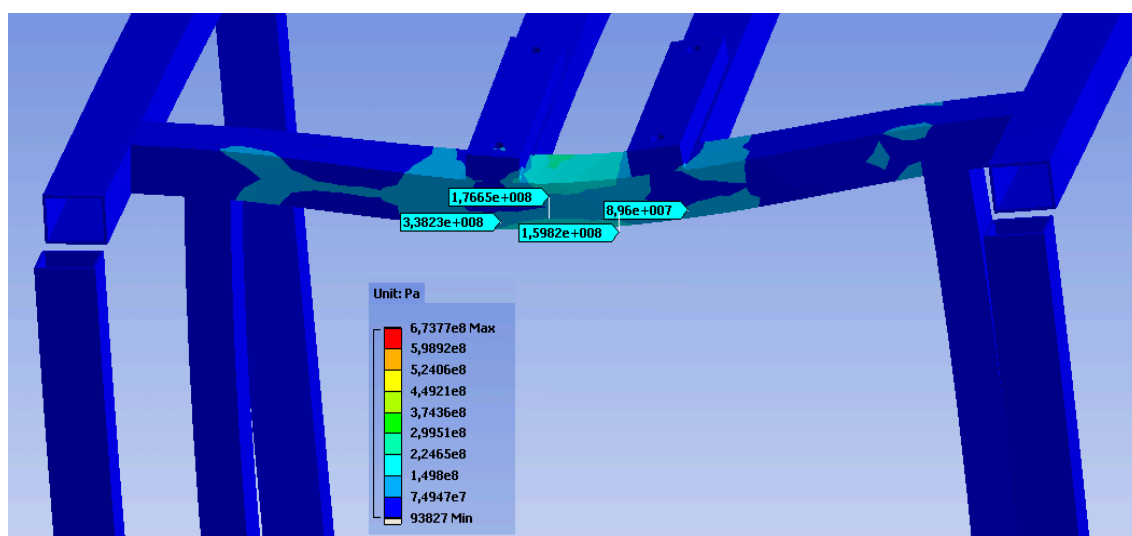 1,7665e+008
8,96e+007
3,3823e+008
1,5982e+008
Unit: Pa
6,7377e8 Max
5,9892e8
5,2406e8
4,4921e8
3,7436e8
2,9951e8
2,2465e8
1,498e8
7,4947e7
93827 Min